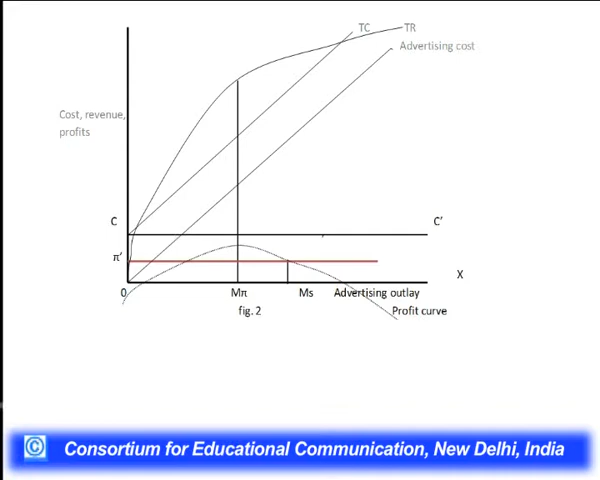 TC
TR
Advertising cost
Cost, revenue,
profits
C
C’
π’
X
0
Mπ
Ms
Advertising outlay
fig. 2
Profit curve
© Consortium for Educational Communication, New Delhi, India